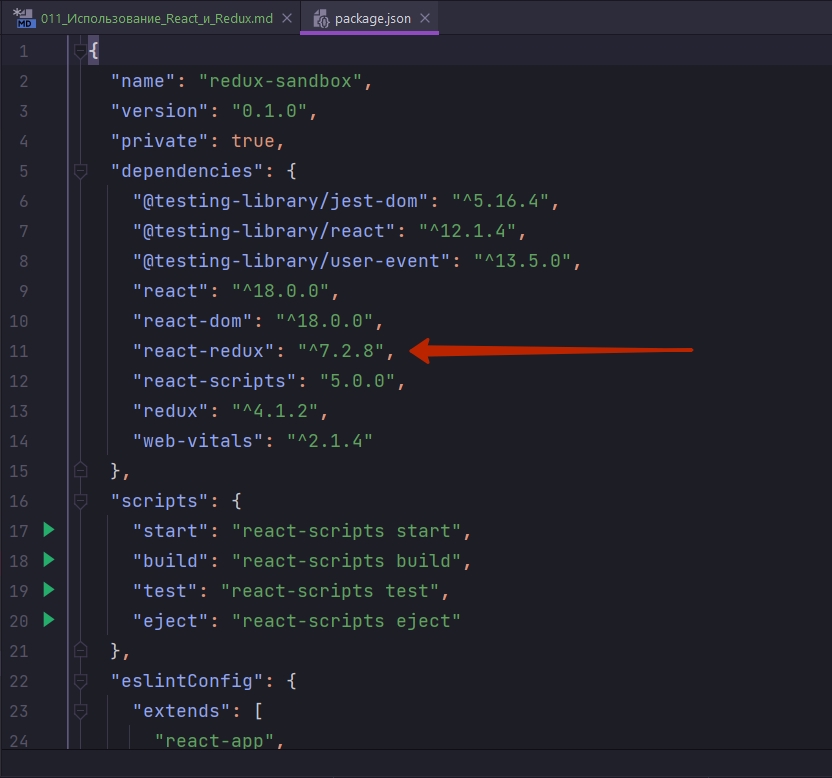 MD 011_Использование_React_и_Redux.md package.json
1 {
2 "name": "redux-sandbox",
3 "version": "0.1.0",
4 "private": true,
5 "dependencies": {
6 "@testing-library/jest-dom": "^5.16.4",
7 "@testing-library/react": "^12.1.4",
8 "@testing-library/user-event": "^13.5.0",
9 "react": "^18.0.0",
10 "react-dom": "^18.0.0",
11 "react-redux": "^7.2.8",
12 "react-scripts": "5.0.0",
13 "redux": "^4.1.2",
14 "web-vitals": "^2.1.4"
15 },
16 "scripts": {
17 "start": "react-scripts start",
18 "build": "react-scripts build",
19 "test": "react-scripts test",
20 "eject": "react-scripts eject"
21 },
22 "eslintConfig": {
23 "extends": [
24 "react-app",